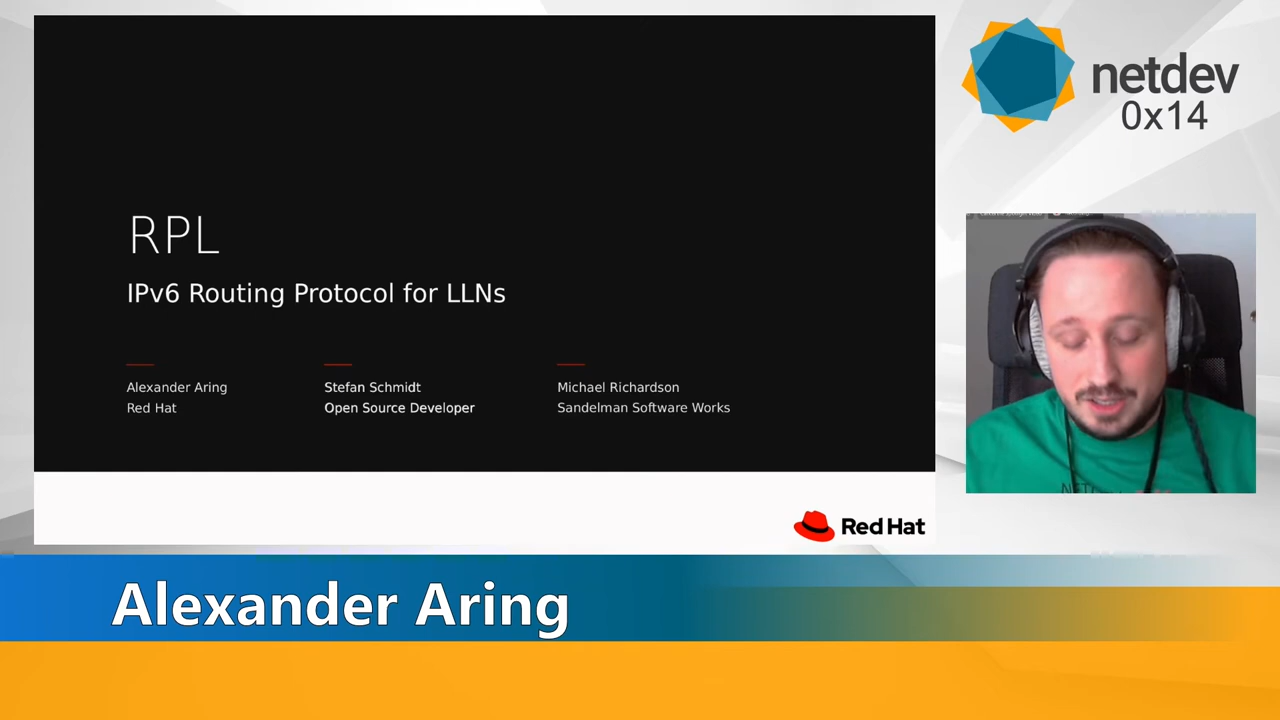 netdev
0x14
RPL
IPv6 Routing Protocol for LLNs
Alexander Aring
Red Hat
Stefan Schmidt
Open Source Developer
Michael Richardson
Sandelman Software Works
Red Hat
Alexander Aring